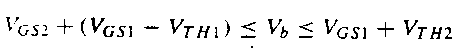 V_{GS2} + (V_{GS1} − V_{TH1}) ≤ V_b ≤ V_{GS1} + V_{TH2}